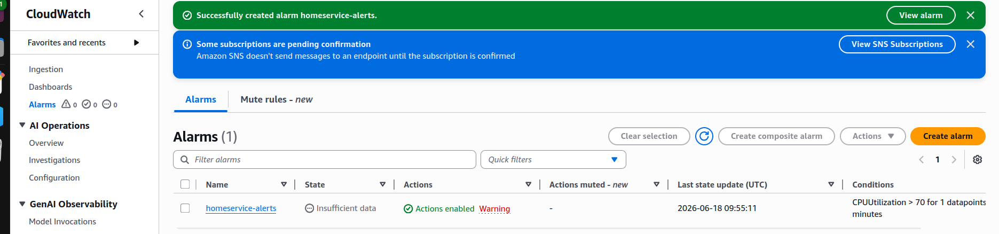 1
CloudWatch
Favorites and recents
Ingestion
Dashboards
Alarms 0 0 0
AI Operations
Overview
Investigations
Configuration
GenAI Observability
Model Invocations
Successfully created alarm homeservice-alerts.
View alarm
Some subscriptions are pending confirmation
Amazon SNS doesn't send messages to an endpoint until the subscription is confirmed
View SNS Subscriptions
Alarms
Mute rules - new
Alarms (1)
Clear selection
Create composite alarm
Actions
Create alarm
Filter alarms
Quick filters
1
Name State Actions Actions muted - new Last state update (UTC) Conditions
homeservice-alerts Insufficient data Actions enabled Warning - 2026-06-18 09:55:11 CPUUtilization > 70 for 1 datapoints
minutes